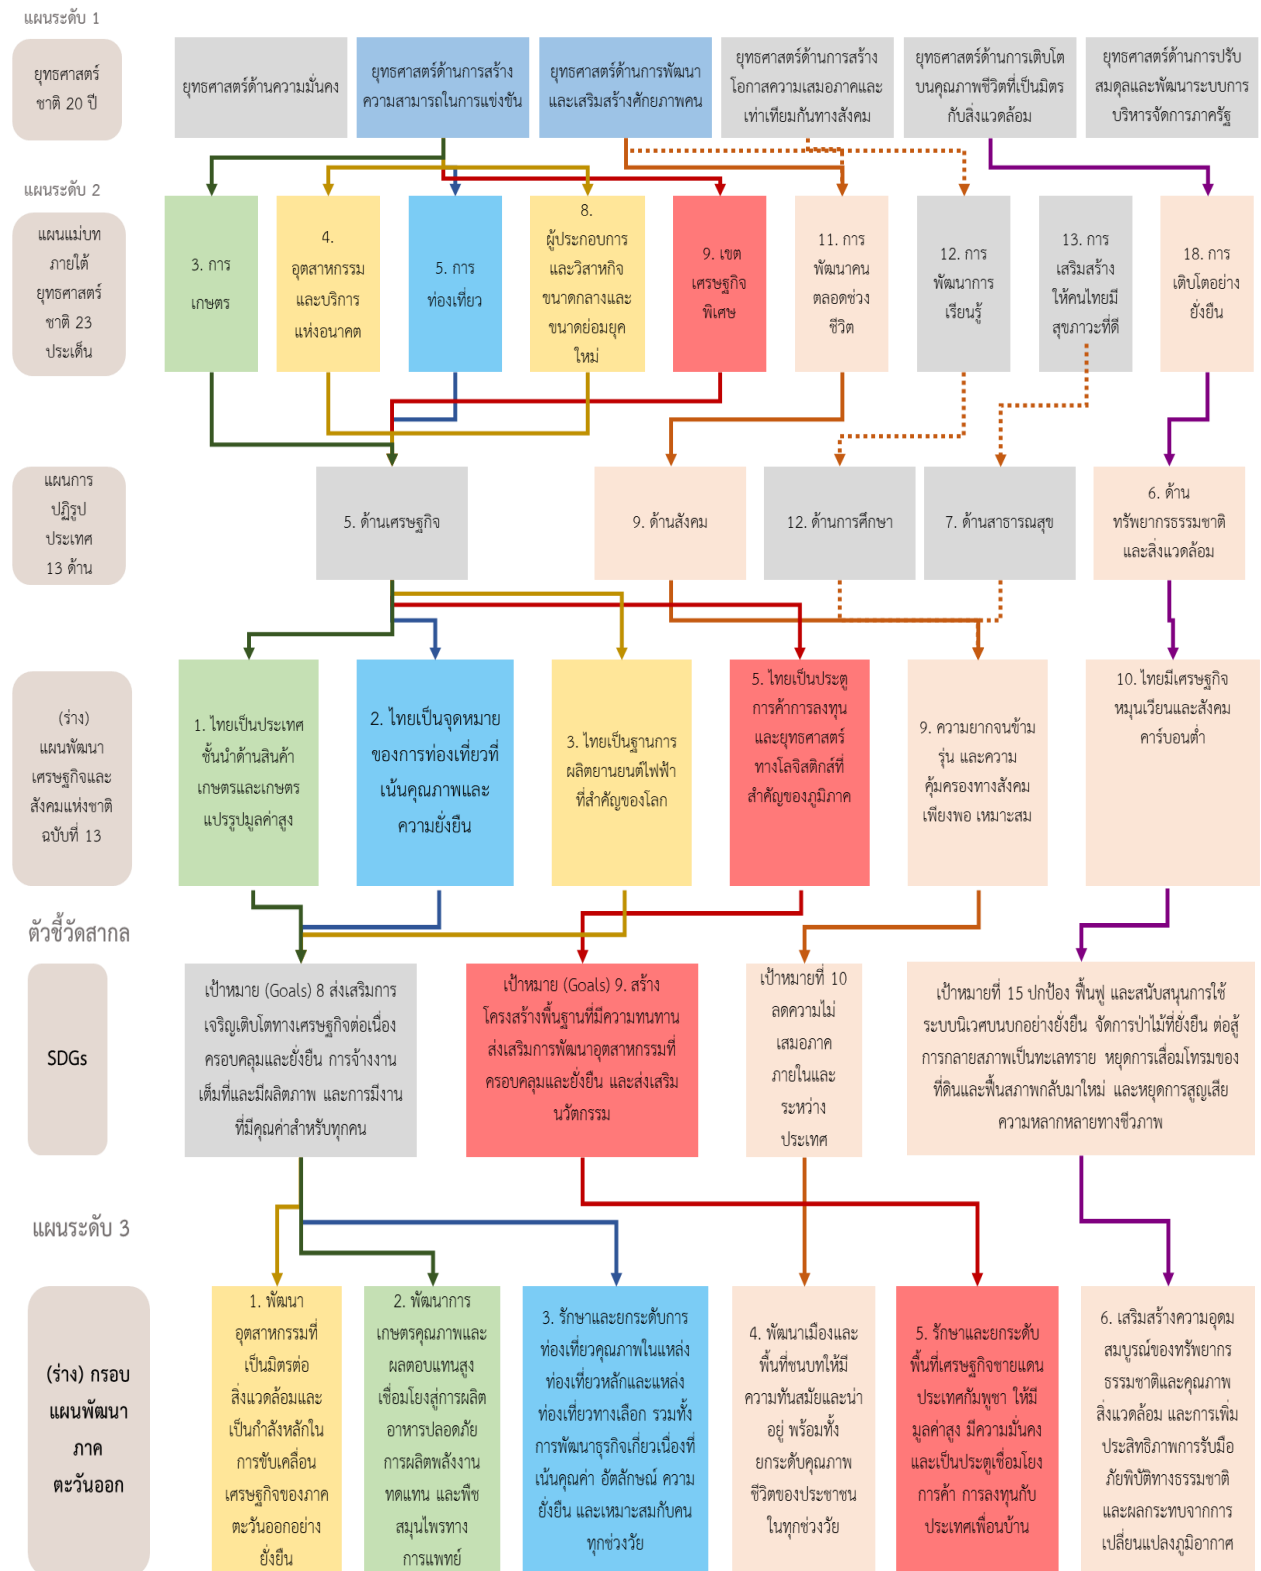 แผนระดับ 1
ยุทธศาสตร์
ชาติ 20 ปี
ยุทธศาสตร์ด้านความมั่นคง
ยุทธศาสตร์ด้านการสร้าง
ความสามารถในการแข่งขัน
ยุทธศาสตร์ด้านการพัฒนา
และเสริมสร้างศักยภาพคน
ยุทธศาสตร์ด้านการสร้าง
โอกาสความเสมอภาคและ
เท่าเทียมกันทางสังคม
ยุทธศาสตร์ด้านการเติบโต
บนคุณภาพชีวิตที่เป็นมิตร
กับสิ่งแวดล้อม
ยุทธศาสตร์ด้านการปรับ
สมดุลและพัฒนาระบบการ
บริหารจัดการภาครัฐ
แผนระดับ 2
แผนแม่บท
ภายใต้
ยุทธศาสตร์
ชาติ 23
ประเด็น
3. การ
เกษตร
4.
อุตสาหกรรม
และบริการ
แห่งอนาคต
5. การ
ท่องเที่ยว
8.
ผู้ประกอบการ
และวิสาหกิจ
ขนาดกลางและ
ขนาดย่อมยุค
ใหม่
9. เขต
เศรษฐกิจ
พิเศษ
11. การ
พัฒนาคน
ตลอดช่วง
ชีวิต
12. การ
พัฒนาการ
เรียนรู้
13. การ
เสริมสร้าง
ให้คนไทยมี
สุขภาวะที่ดี
18. การ
เติบโตอย่าง
ยั่งยืน
แผนการ
ปฏิรูป
ประเทศ
13 ด้าน
5. ด้านเศรษฐกิจ
9. ด้านสังคม
12. ด้านการศึกษา
7. ด้านสาธารณสุข
6. ด้าน
ทรัพยากรธรรมชาติ
และสิ่งแวดล้อม
(ร่าง)
แผนพัฒนา
เศรษฐกิจและ
สังคมแห่งชาติ
ฉบับที่ 13
1. ไทยเป็นประเทศ
ชั้นนำด้านสินค้า
เกษตรและเกษตร
แปรรูปมูลค่าสูง
2. ไทยเป็นจุดหมาย
ของการท่องเที่ยวที่
เน้นคุณภาพและ
ความยั่งยืน
3. ไทยเป็นฐานการ
ผลิตยานยนต์ไฟฟ้า
ที่สำคัญของโลก
5. ไทยเป็นประตู
การค้าการลงทุน
และยุทธศาสตร์
ทางโลจิสติกส์ที่
สำคัญของภูมิภาค
9. ความยากจนข้าม
รุ่น และความ
คุ้มครองทางสังคม
เพียงพอ เหมาะสม
10. ไทยมีเศรษฐกิจ
หมุนเวียนและสังคม
คาร์บอนต่ำ
ตัวชี้วัดสากล
SDGs
เป้าหมาย (Goals) 8 ส่งเสริมการ
เจริญเติบโตทางเศรษฐกิจต่อเนื่อง
ครอบคลุมและยั่งยืน การจ้างงาน
เต็มที่และมีผลิตภาพ และการมีงาน
ที่มีคุณค่าสำหรับทุกคน
เป้าหมาย (Goals) 9. สร้าง
โครงสร้างพื้นฐานที่มีความทนทาน
ส่งเสริมการพัฒนาอุตสาหกรรมที่
ครอบคลุมและยั่งยืน และส่งเสริม
นวัตกรรม
เป้าหมายที่ 10
ลดความไม่
เสมอภาค
ภายในและ
ระหว่าง
ประเทศ
เป้าหมายที่ 15 ปกป้อง ฟื้นฟู และสนับสนุนการใช้
ระบบนิเวศบนบกอย่างยั่งยืน จัดการป่าไม้ที่ยั่งยืน ต่อสู้
การกลายสภาพเป็นทะเลทราย หยุดการเสื่อมโทรมของ
ที่ดินและฟื้นสภาพกลับมาใหม่ และหยุดการสูญเสีย
ความหลากหลายทางชีวภาพ
แผนระดับ 3
(ร่าง) กรอบ
แผนพัฒนา
ภาค
ตะวันออก
1. พัฒนา
อุตสาหกรรมที่
เป็นมิตรต่อ
สิ่งแวดล้อมและ
เป็นกำลังหลักใน
การขับเคลื่อน
เศรษฐกิจของภาค
ตะวันออกอย่าง
ยั่งยืน
2. พัฒนาการ
เกษตรคุณภาพและ
ผลตอบแทนสูง
เชื่อมโยงสู่การผลิต
อาหารปลอดภัย
การผลิตพลังงาน
ทดแทน และพืช
สมุนไพรทาง
การแพทย์
3. รักษาและยกระดับการ
ท่องเที่ยวคุณภาพในแหล่ง
ท่องเที่ยวหลักและแหล่ง
ท่องเที่ยวทางเลือก รวมทั้ง
การพัฒนาธุรกิจเกี่ยวเนื่องที่
เน้นคุณค่า อัตลักษณ์ ความ
ยั่งยืน และเหมาะสมกับคน
ทุกช่วงวัย
4. พัฒนาเมืองและ
พื้นที่ชนบทให้มี
ความทันสมัยและน่า
อยู่ พร้อมทั้ง
ยกระดับคุณภาพ
ชีวิตของประชาชน
ในทุกช่วงวัย
5. รักษาและยกระดับ
พื้นที่เศรษฐกิจชายแดน
ประเทศกัมพูชา ให้มี
มูลค่าสูง มีความมั่นคง
และเป็นประตูเชื่อมโยง
การค้า การลงทุนกับ
ประเทศเพื่อนบ้าน
6. เสริมสร้างความอุดม
สมบูรณ์ของทรัพยากร
ธรรมชาติและคุณภาพ
สิ่งแวดล้อม และการเพิ่ม
ประสิทธิภาพการรับมือ
ภัยพิบัติทางธรรมชาติ
และผลกระทบจากการ
เปลี่ยนแปลงภูมิอากาศ